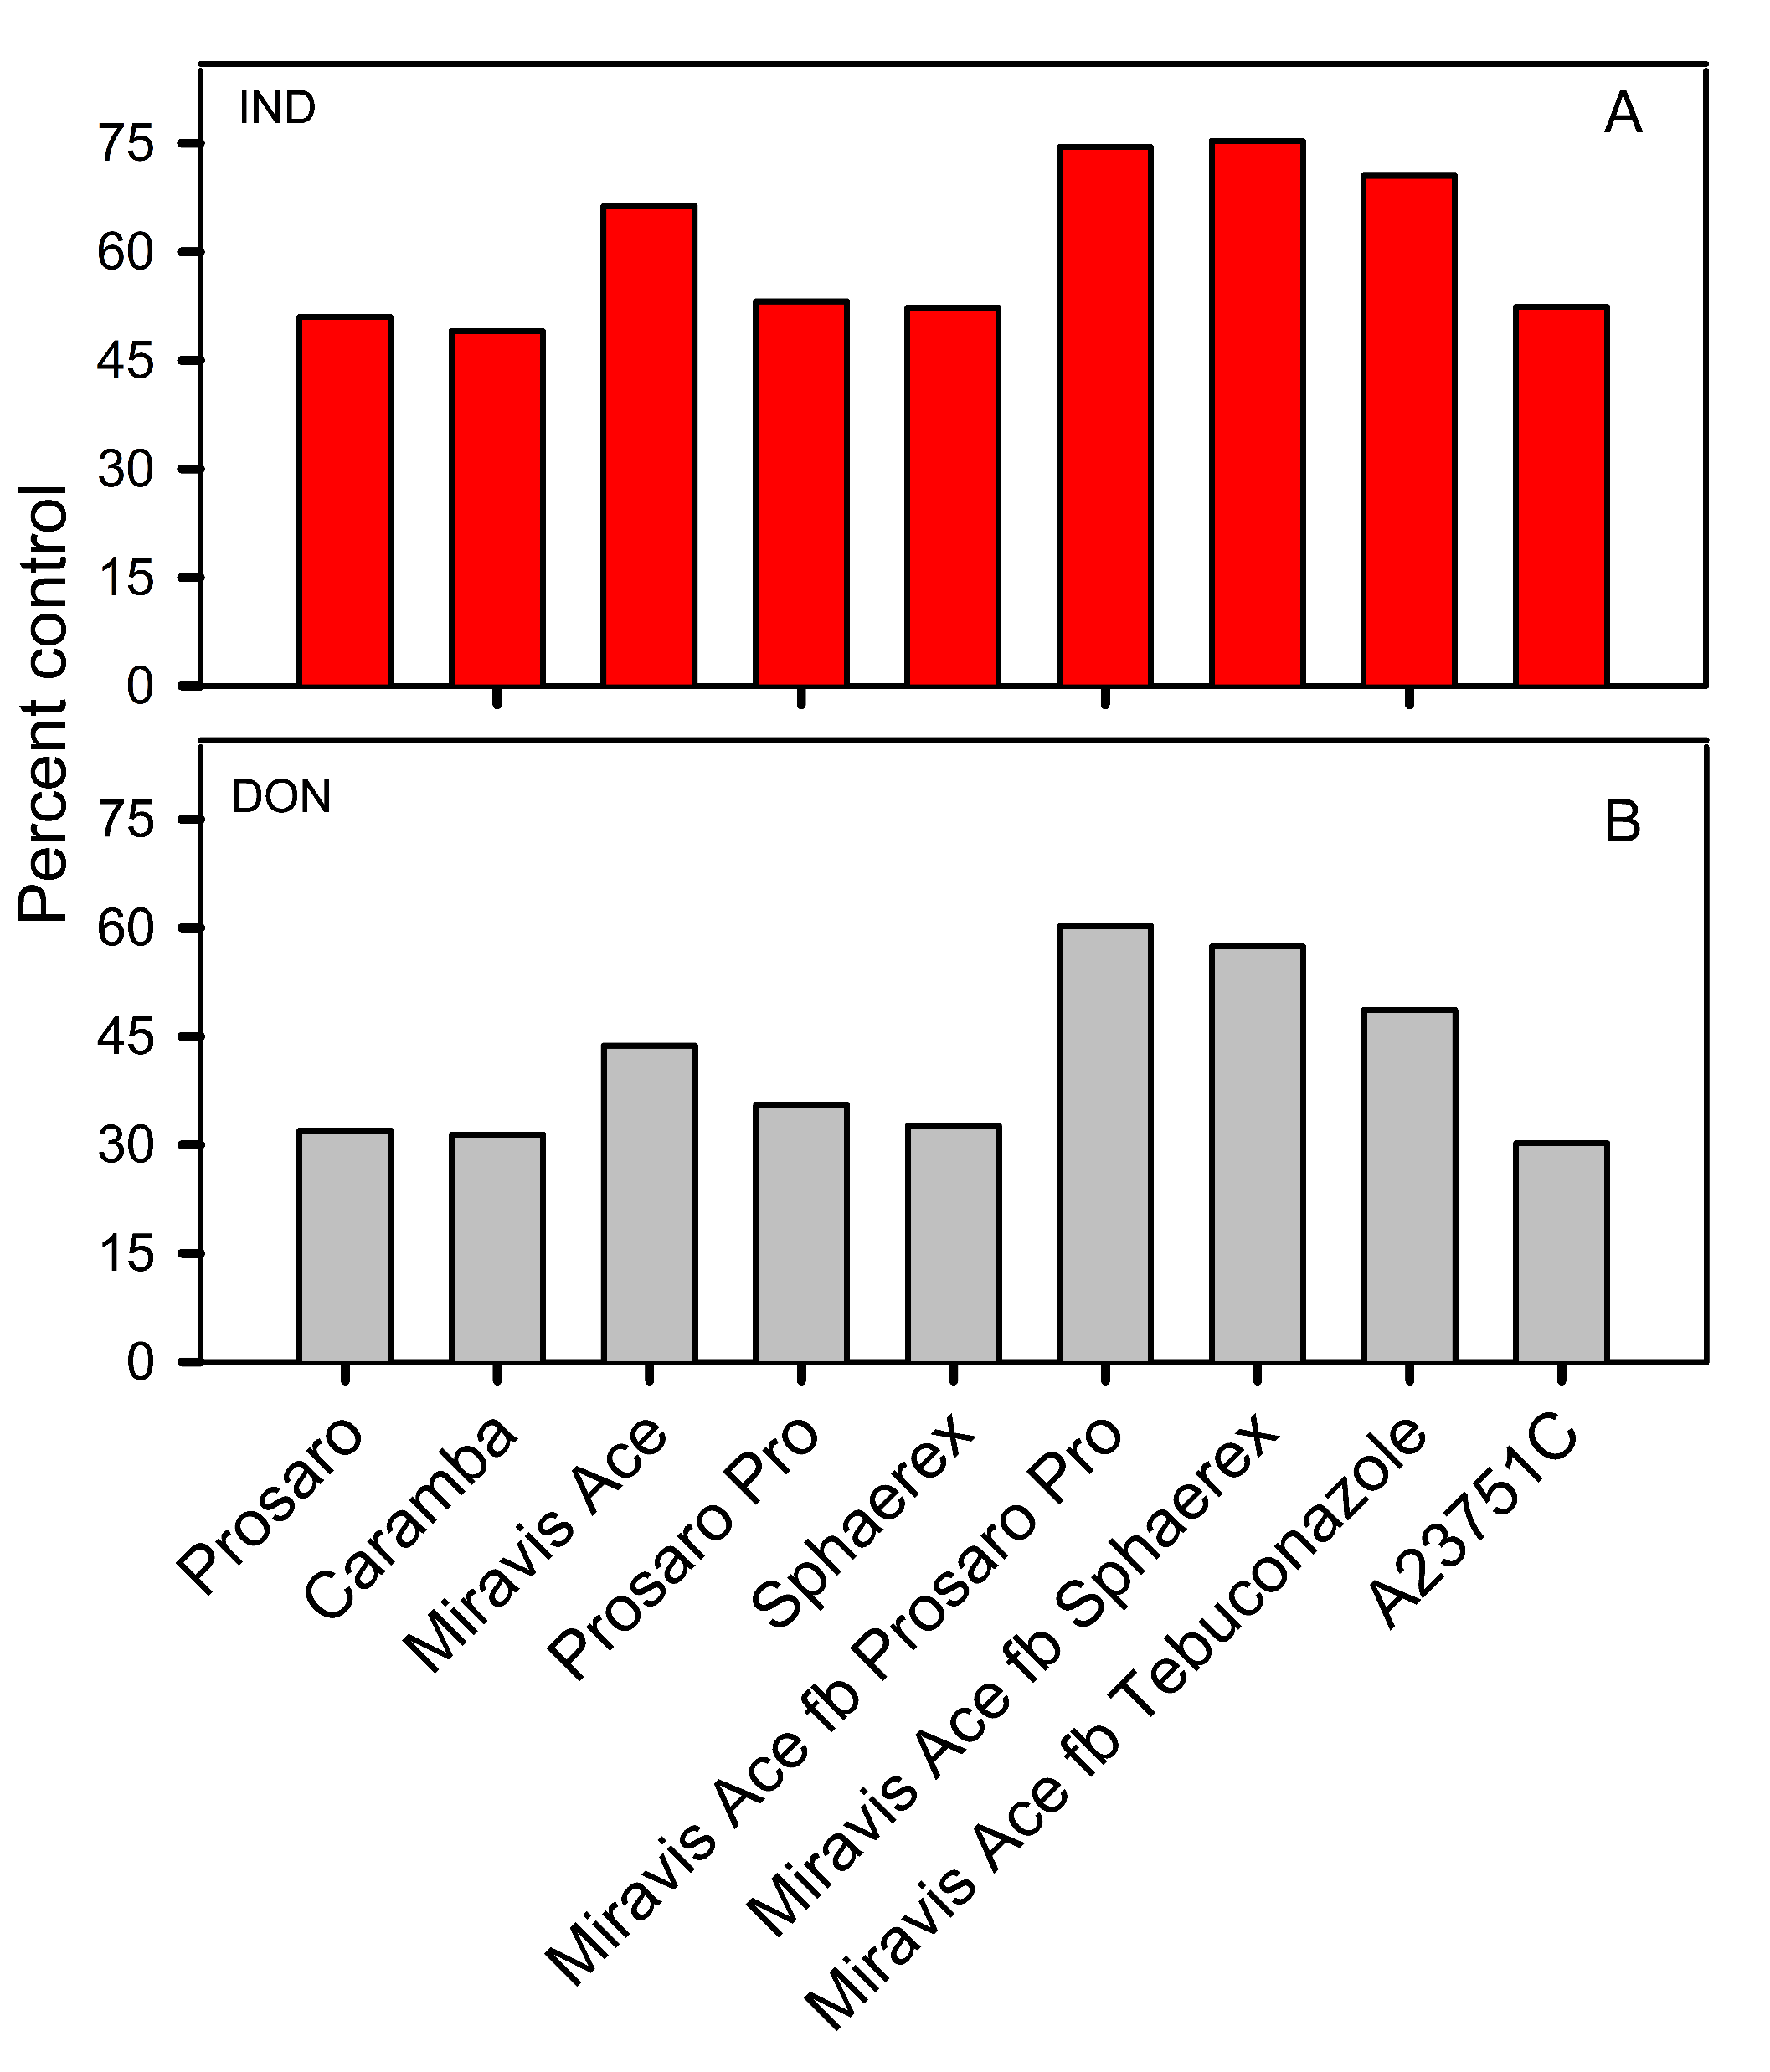 Percent control
IND
A
75
60
45
30
15
0
DON
B
75
60
45
30
15
0
Prosaro
Caramba
Miravis Ace
Prosaro Pro
Sphaerex
Miravis Ace fb Prosaro Pro
Miravis Ace fb Sphaerex
Miravis Ace fb Tebuconazole
A23751C